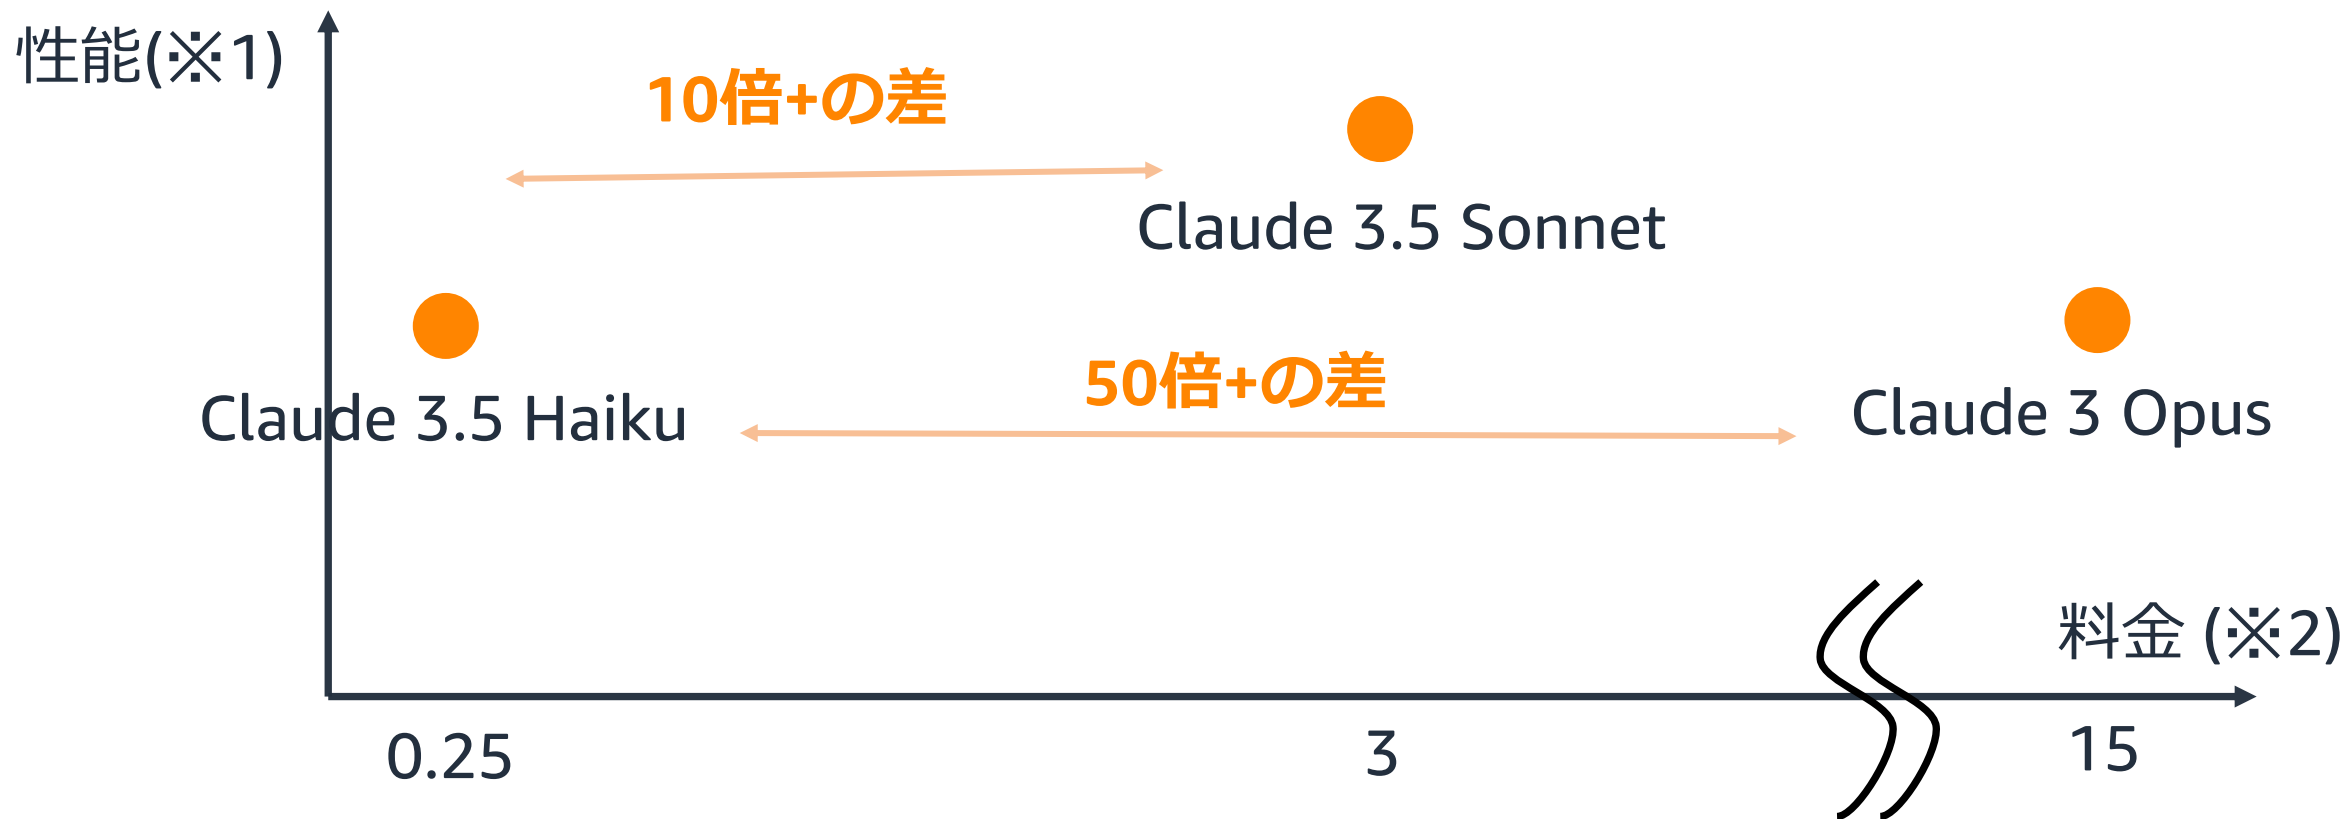 性能(※1)
10倍+の差
Claude 3.5 Sonnet
50倍+の差
Claude 3.5 Haiku
Claude 3 Opus
料金 (※2)
0.25
3
15